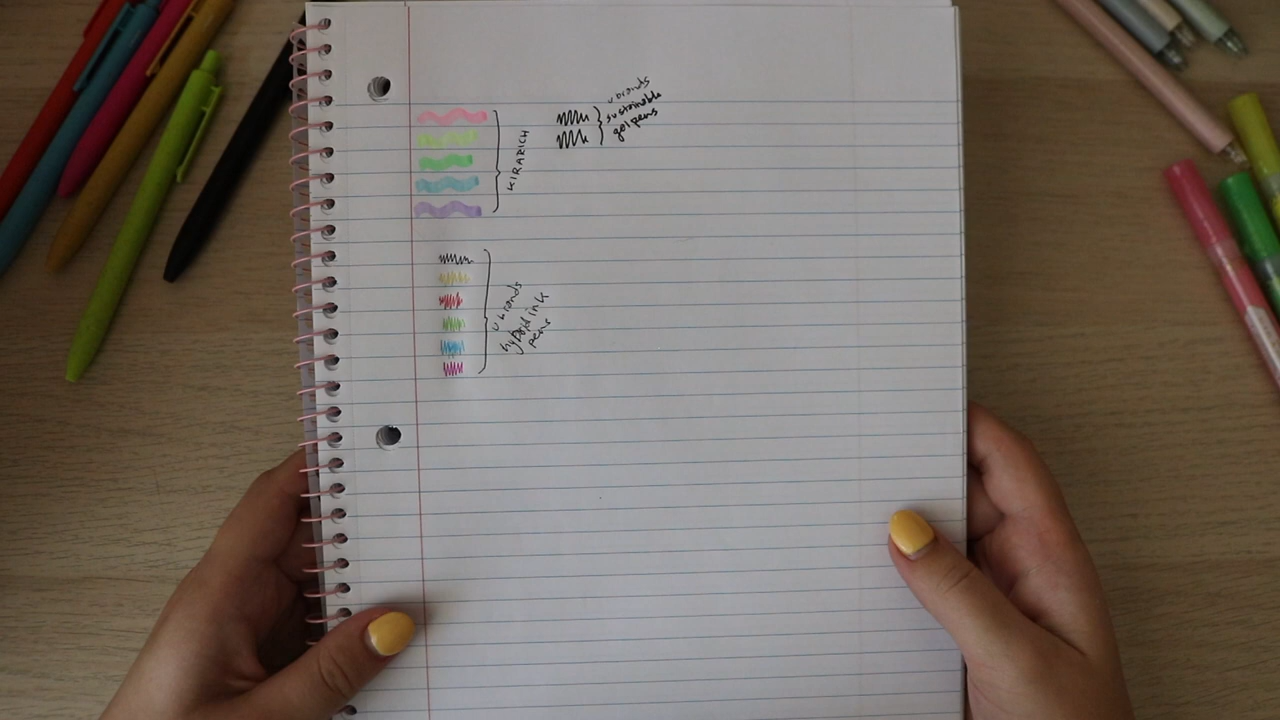 KIRARICH
u brands
sustainable
gel pens
u brands
hybrid ink
pens